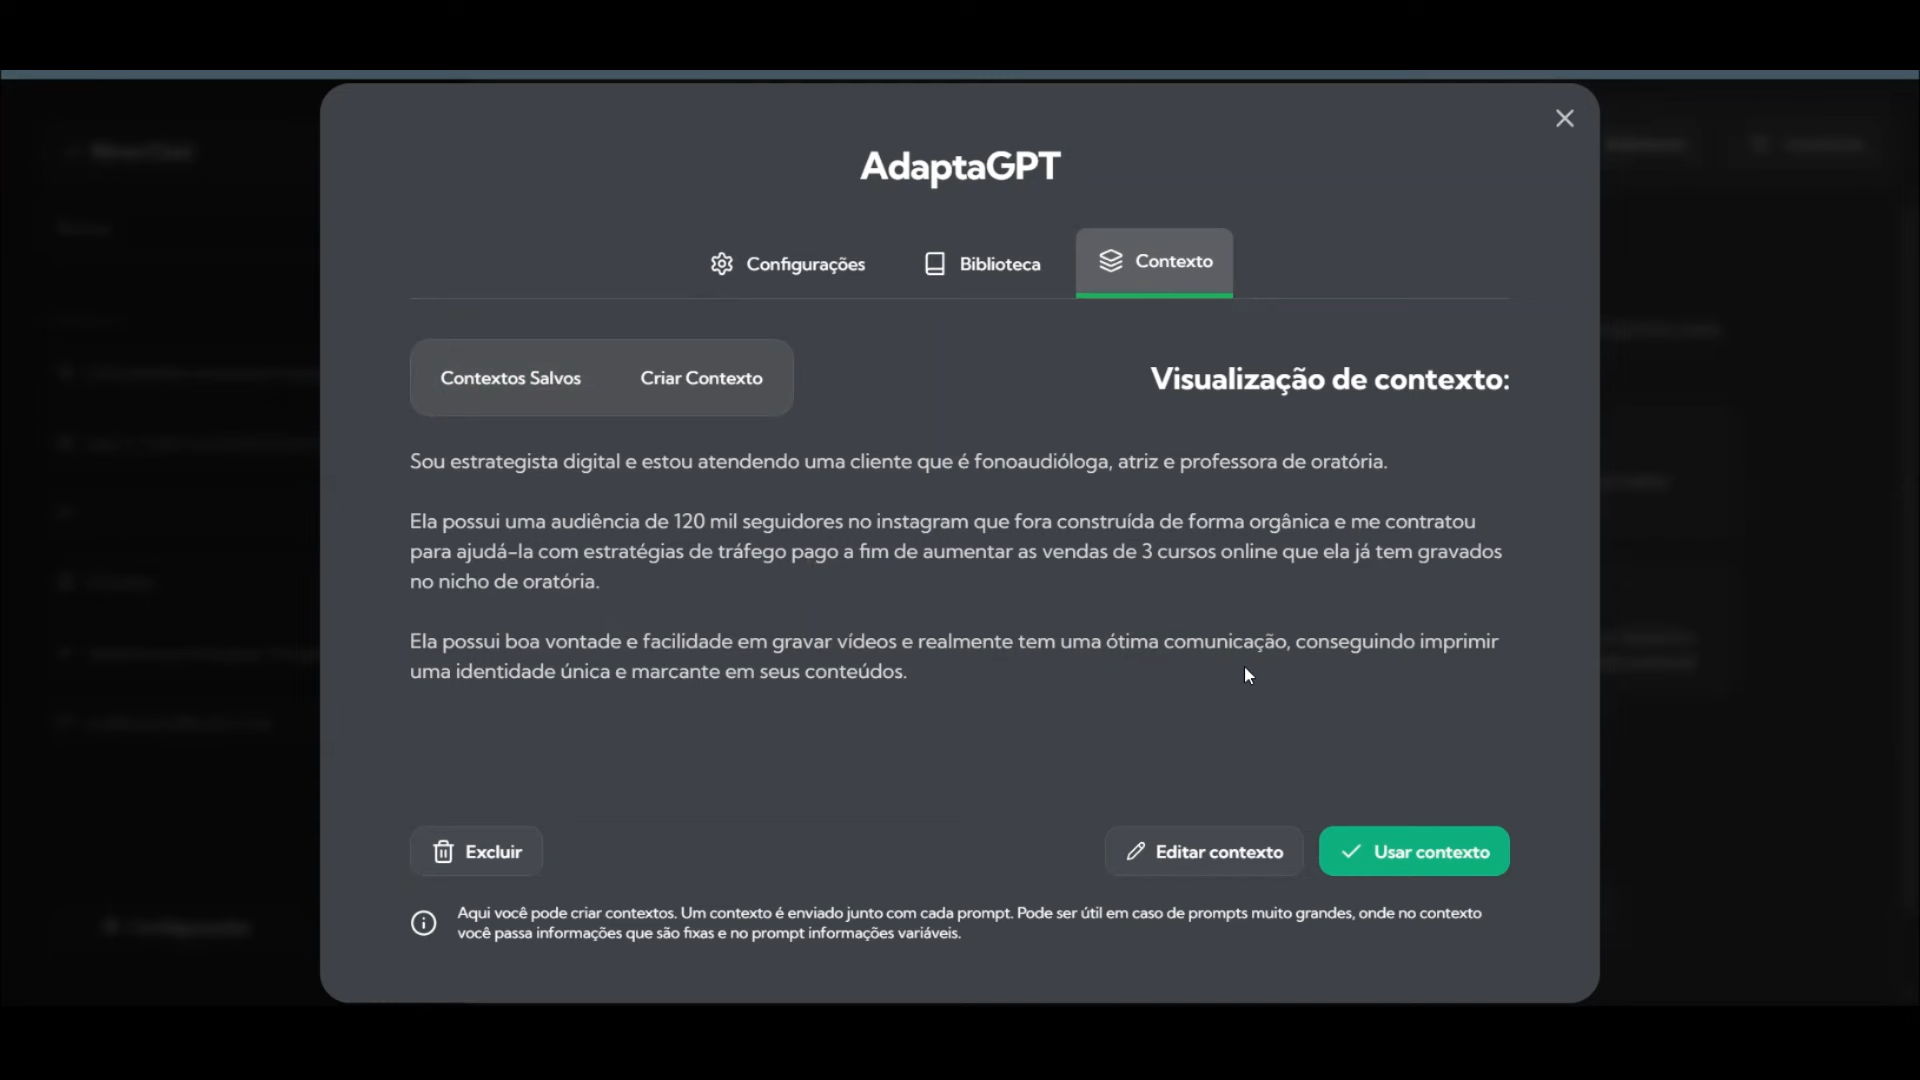 AdaptaGPT
Configurações
Biblioteca
Contexto
Contextos Salvos
Criar Contexto
Visualização de contexto:
Sou estrategista digital e estou atendendo uma cliente que é fonoaudióloga, atriz e professora de oratória.
Ela possui uma audiência de 120 mil seguidores no instagram que fora construída de forma orgânica e me contratou
para ajudá-la com estratégias de tráfego pago a fim de aumentar as vendas de 3 cursos online que ela já tem gravados
no nicho de oratória.
Ela possui boa vontade e facilidade em gravar vídeos e realmente tem uma ótima comunicação, conseguindo imprimir
uma identidade única e marcante em seus conteúdos.
Excluir
Editar contexto
Usar contexto
Aqui você pode criar contextos. Um contexto é enviado junto com cada prompt. Pode ser útil em caso de prompts muito grandes, onde no contexto
você passa informações que são fixas e no prompt informações variáveis.